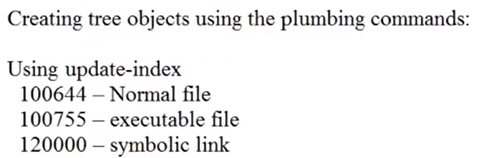 Creating tree objects using the plumbing commands:
Using update-index
100644 – Normal file
100755 – executable file
120000 – symbolic link